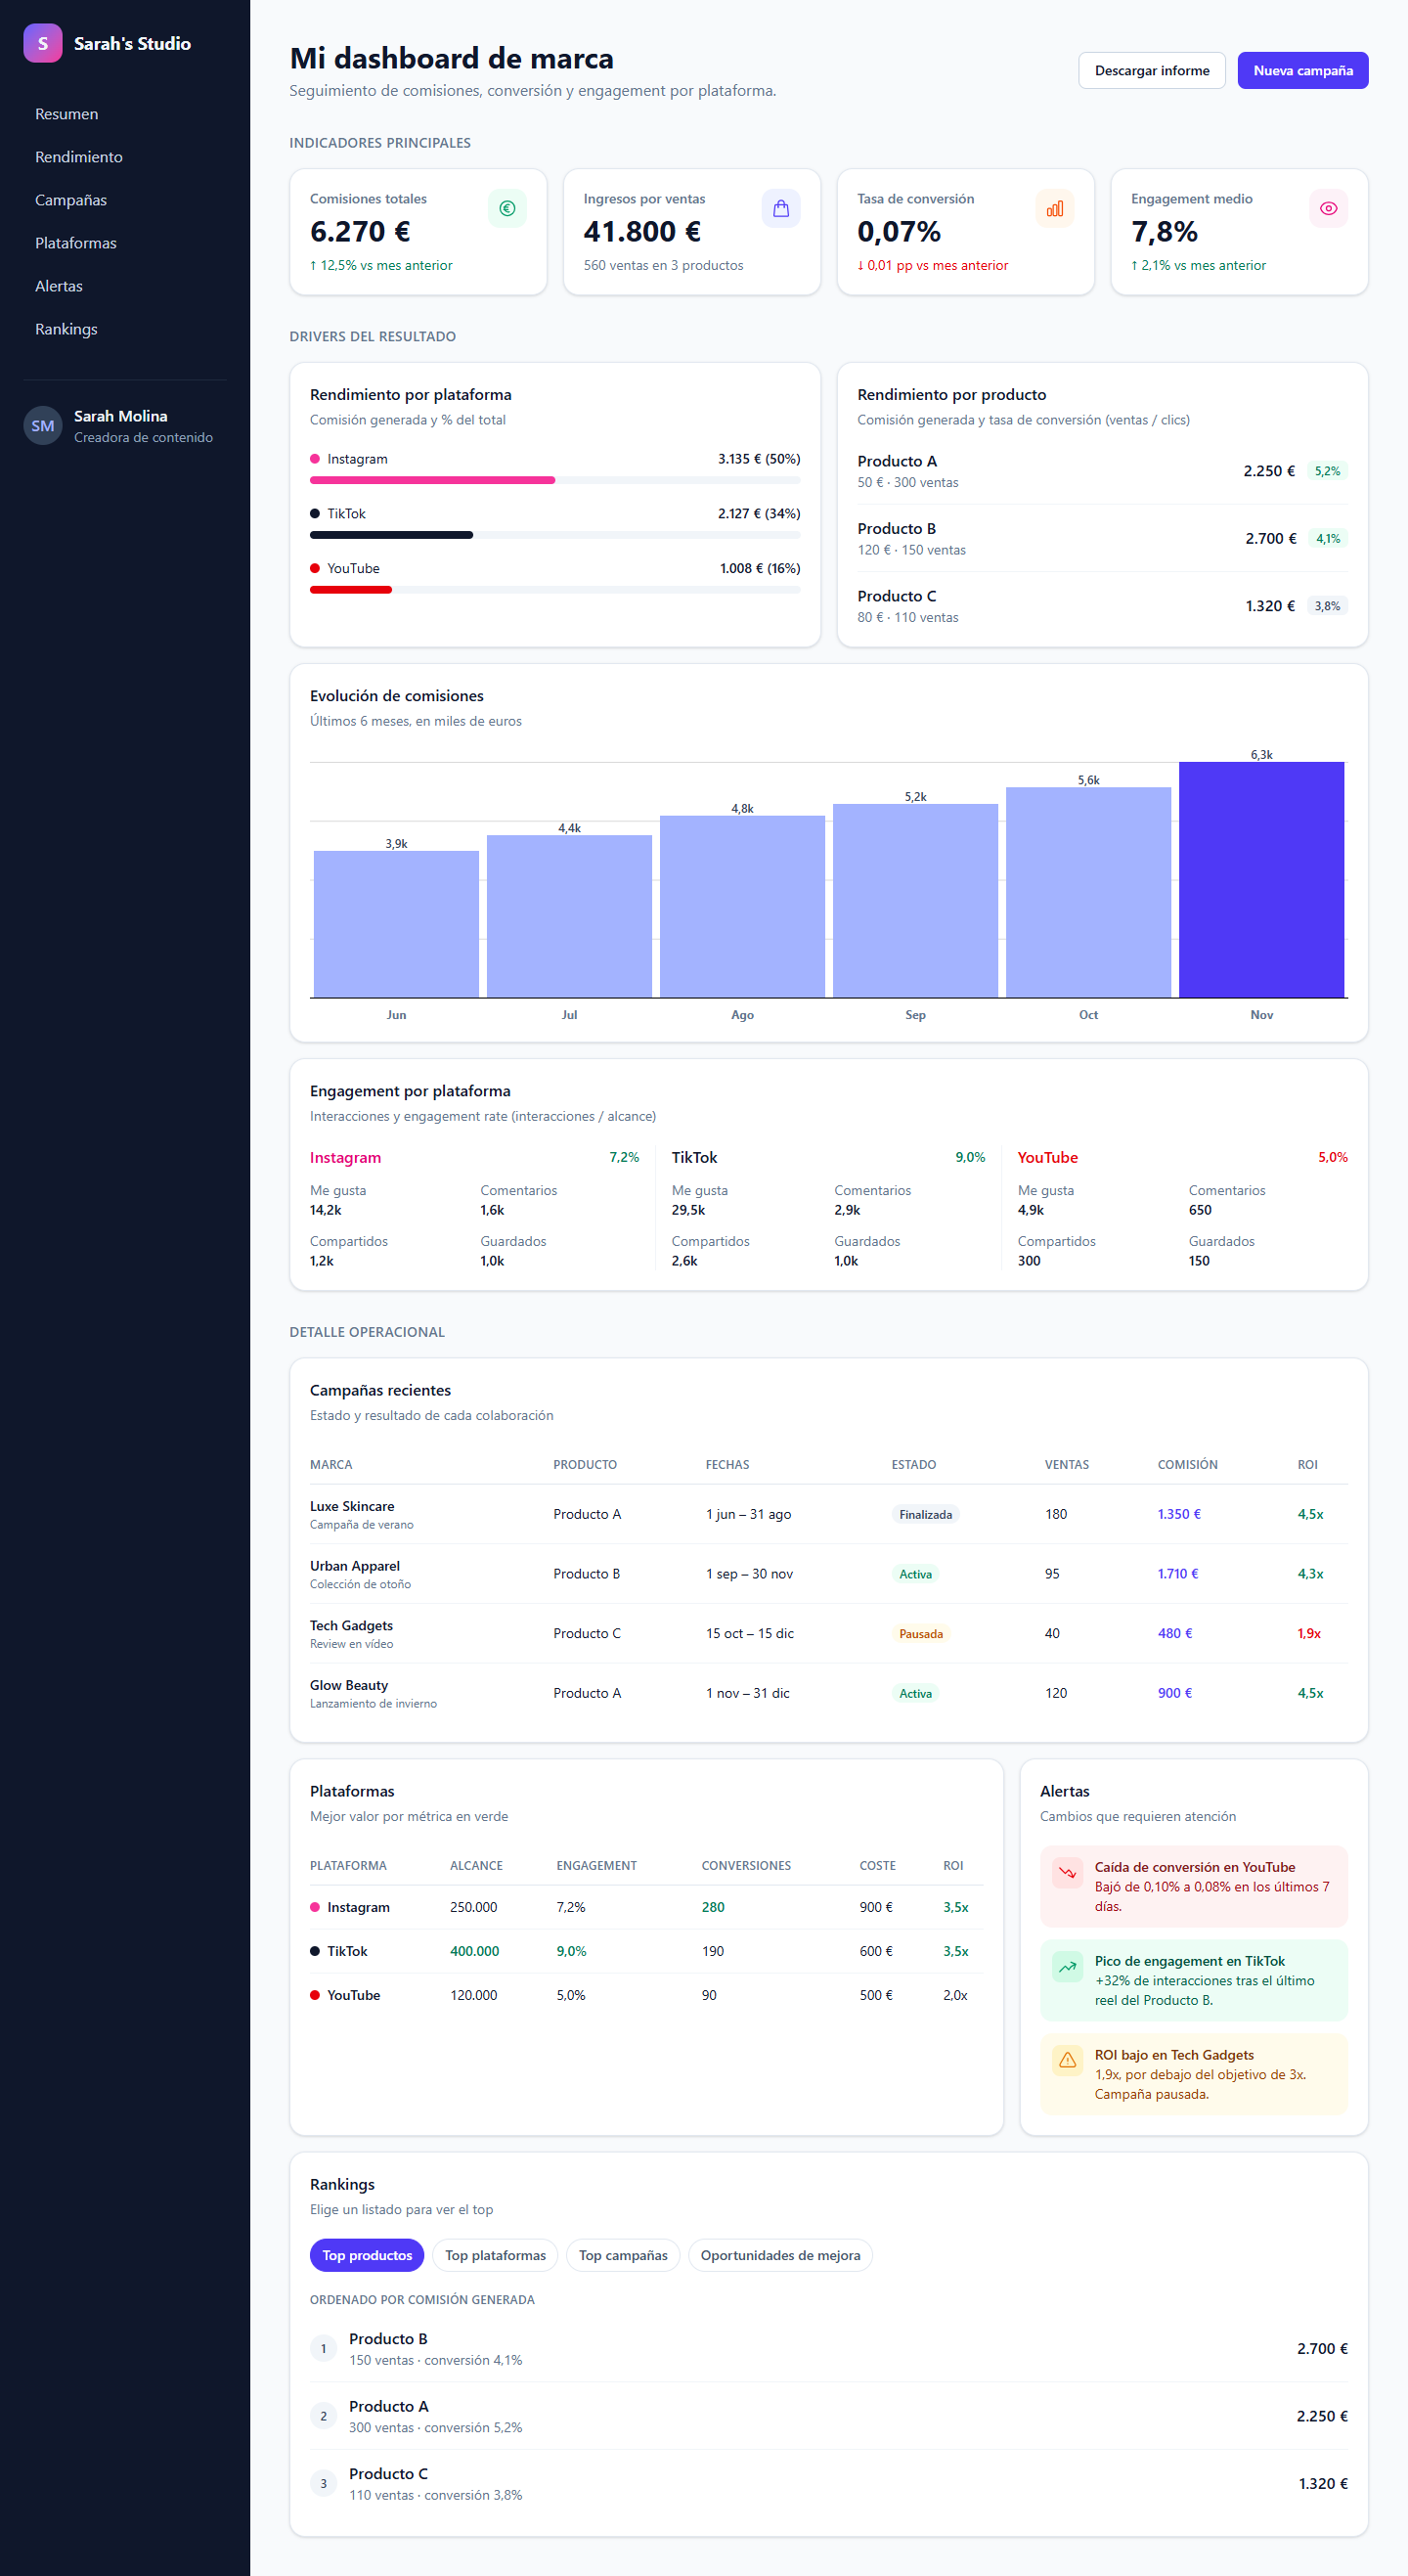 S
Sarah's Studio
Resumen
Rendimiento
Campañas
Plataformas
Alertas
Rankings
SM
Sarah Molina
Creadora de contenido
Mi dashboard de marca
Seguimiento de comisiones, conversión y engagement por plataforma.
Descargar informe
Nueva campaña
INDICADORES PRINCIPALES
Comisiones totales
6.270 €
↑ 12,5% vs mes anterior
€
Ingresos por ventas
41.800 €
560 ventas en 3 productos
Tasa de conversión
0,07%
↓ 0,01 pp vs mes anterior
Engagement medio
7,8%
↑ 2,1% vs mes anterior
DRIVERS DEL RESULTADO
Rendimiento por plataforma
Comisión generada y % del total
Instagram 3.135 € (50%)
TikTok 2.127 € (34%)
YouTube 1.008 € (16%)
Rendimiento por producto
Comisión generada y tasa de conversión (ventas / clics)
Producto A
50 € · 300 ventas
2.250 € 5,2%
Producto B
120 € · 150 ventas
2.700 € 4,1%
Producto C
80 € · 110 ventas
1.320 € 3,8%
Evolución de comisiones
Últimos 6 meses, en miles de euros
3,9k 4,4k 4,8k 5,2k 5,6k 6,3k
Jun Jul Ago Sep Oct Nov
Engagement por plataforma
Interacciones y engagement rate (interacciones / alcance)
Instagram 7,2%
Me gusta Comentarios
14,2k 1,6k
Compartidos Guardados
1,2k 1,0k
TikTok 9,0%
Me gusta Comentarios
29,5k 2,9k
Compartidos Guardados
2,6k 1,0k
YouTube 5,0%
Me gusta Comentarios
4,9k 650
Compartidos Guardados
300 150
DETALLE OPERACIONAL
Campañas recientes
Estado y resultado de cada colaboración
MARCA PRODUCTO FECHAS ESTADO VENTAS COMISIÓN ROI
Luxe Skincare
Campaña de verano
Producto A 1 jun – 31 ago Finalizada 180 1.350 € 4,5x
Urban Apparel
Colección de otoño
Producto B 1 sep – 30 nov Activa 95 1.710 € 4,3x
Tech Gadgets
Review en vídeo
Producto C 15 oct – 15 dic Pausada 40 480 € 1,9x
Glow Beauty
Lanzamiento de invierno
Producto A 1 nov – 31 dic Activa 120 900 € 4,5x
Plataformas
Mejor valor por métrica en verde
PLATAFORMA ALCANCE ENGAGEMENT CONVERSIONES COSTE ROI
Instagram 250.000 7,2% 280 900 € 3,5x
TikTok 400.000 9,0% 190 600 € 3,5x
YouTube 120.000 5,0% 90 500 € 2,0x
Alertas
Cambios que requieren atención
Caída de conversión en YouTube
Bajó de 0,10% a 0,08% en los últimos 7
días.
Pico de engagement en TikTok
+32% de interacciones tras el último
reel del Producto B.
ROI bajo en Tech Gadgets
1,9x, por debajo del objetivo de 3x.
Campaña pausada.
Rankings
Elige un listado para ver el top
Top productos
Top plataformas
Top campañas
Oportunidades de mejora
ORDENADO POR COMISIÓN GENERADA
1 Producto B
150 ventas · conversión 4,1%
2.700 €
2 Producto A
300 ventas · conversión 5,2%
2.250 €
3 Producto C
110 ventas · conversión 3,8%
1.320 €